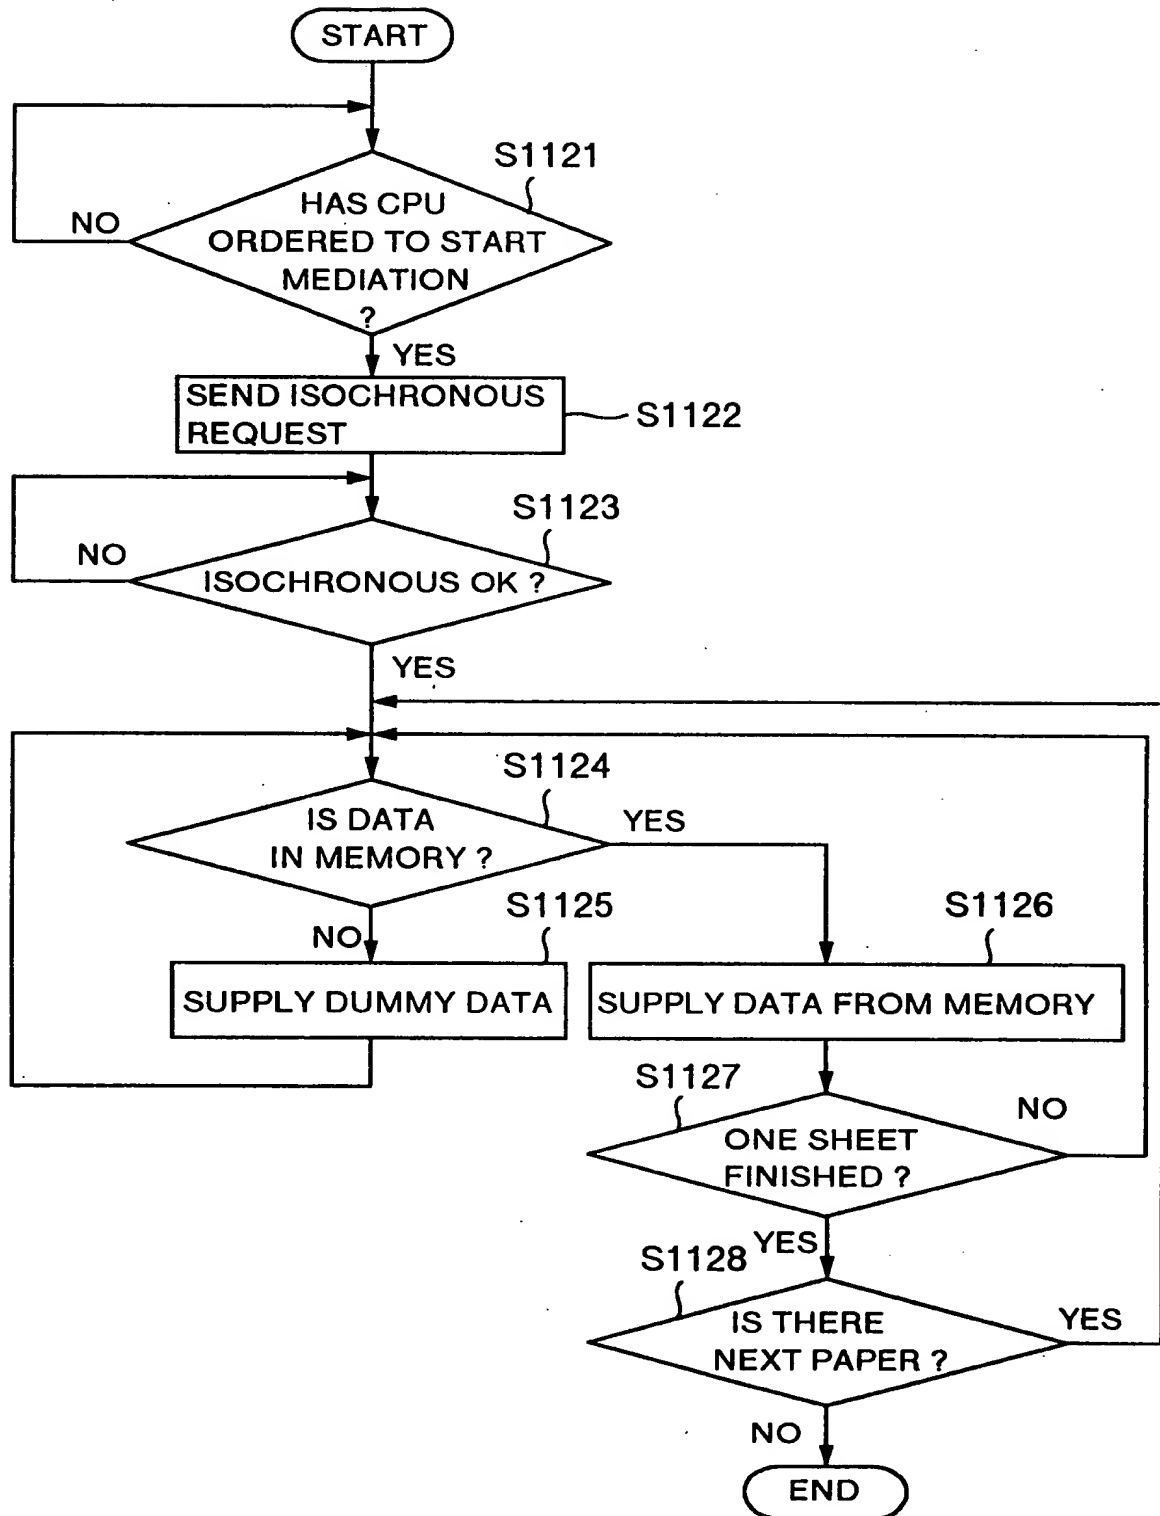 START
S1121
HAS CPU
ORDERED TO START
MEDIATION
?
NO
YES
SEND ISOCHRONOUS
REQUEST
S1122
S1123
NO
ISOCHRONOUS OK ?
YES
S1124
IS DATA
IN MEMORY ?
YES
NO
S1125
S1126
SUPPLY DUMMY DATA
SUPPLY DATA FROM MEMORY
S1127
ONE SHEET
FINISHED ?
NO
YES
S1128
IS THERE
NEXT PAPER ?
YES
NO
END